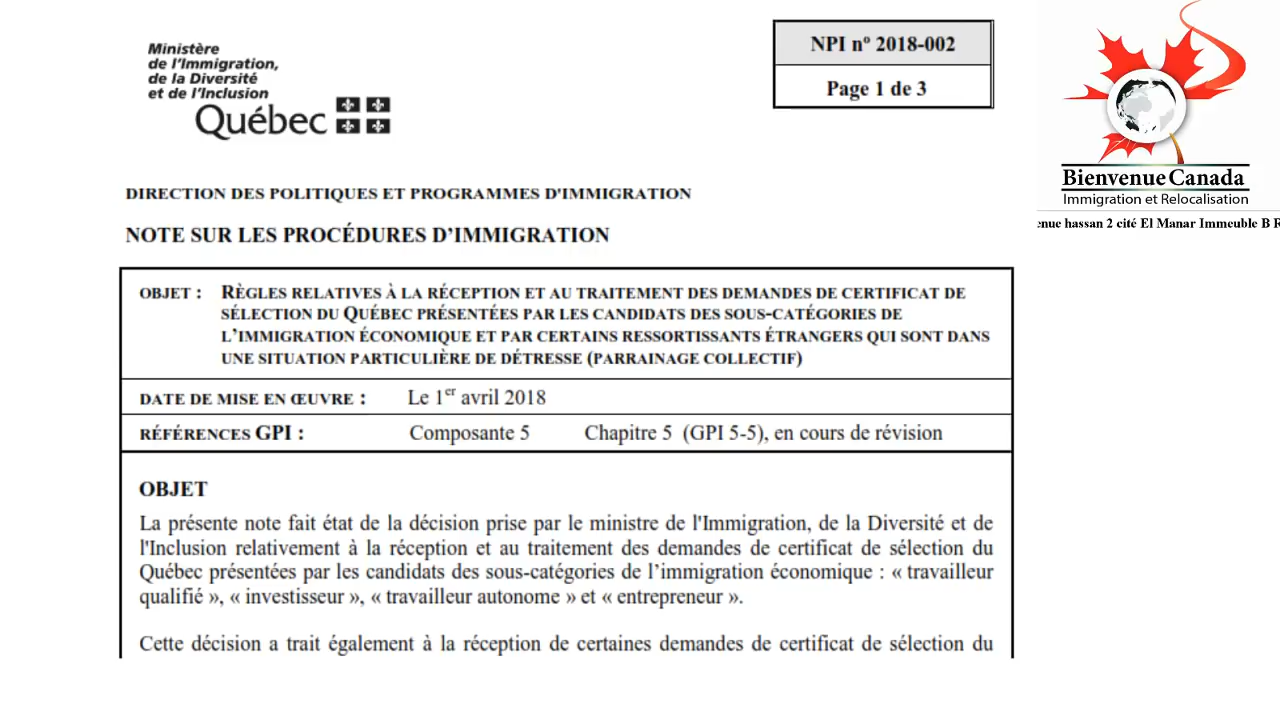 Ministère
de l'Immigration,
de la Diversité
et de l'Inclusion
Québec
NPI nº 2018-002
Page 1 de 3
BienvenueCanada
Immigration et Relocalisation
hassan 2 cité El Manar Immeuble B
DIRECTION DES POLITIQUES ET PROGRAMMES D'IMMIGRATION
NOTE SUR LES PROCÉDURES D'IMMIGRATION
OBJET : RÈGLES RELATIVES À LA RÉCEPTION ET AU TRAITEMENT DES DEMANDES DE CERTIFICAT DE
SÉLECTION DU QUÉBEC PRÉSENTÉES PAR LES CANDIDATS DES SOUS-CATÉGORIES DE
L'IMMIGRATION ÉCONOMIQUE ET PAR CERTAINS RESSORTISSANTS ÉTRANGERS QUI SONT DANS
UNE SITUATION PARTICULIÈRE DE DÉTRESSE (PARRAINAGE COLLECTIF)
DATE DE MISE EN ŒUVRE : Le 1er avril 2018
RÉFÉRENCES GPI : Composante 5 Chapitre 5 (GPI 5-5), en cours de révision
OBJET
La présente note fait état de la décision prise par le ministre de l'Immigration, de la Diversité et de
l'Inclusion relativement à la réception et au traitement des demandes de certificat de sélection du
Québec présentées par les candidats des sous-catégories de l'immigration économique : « travailleur
qualifié », « investisseur », « travailleur autonome » et « entrepreneur ».
Cette décision a trait également à la réception de certaines demandes de certificat de sélection du